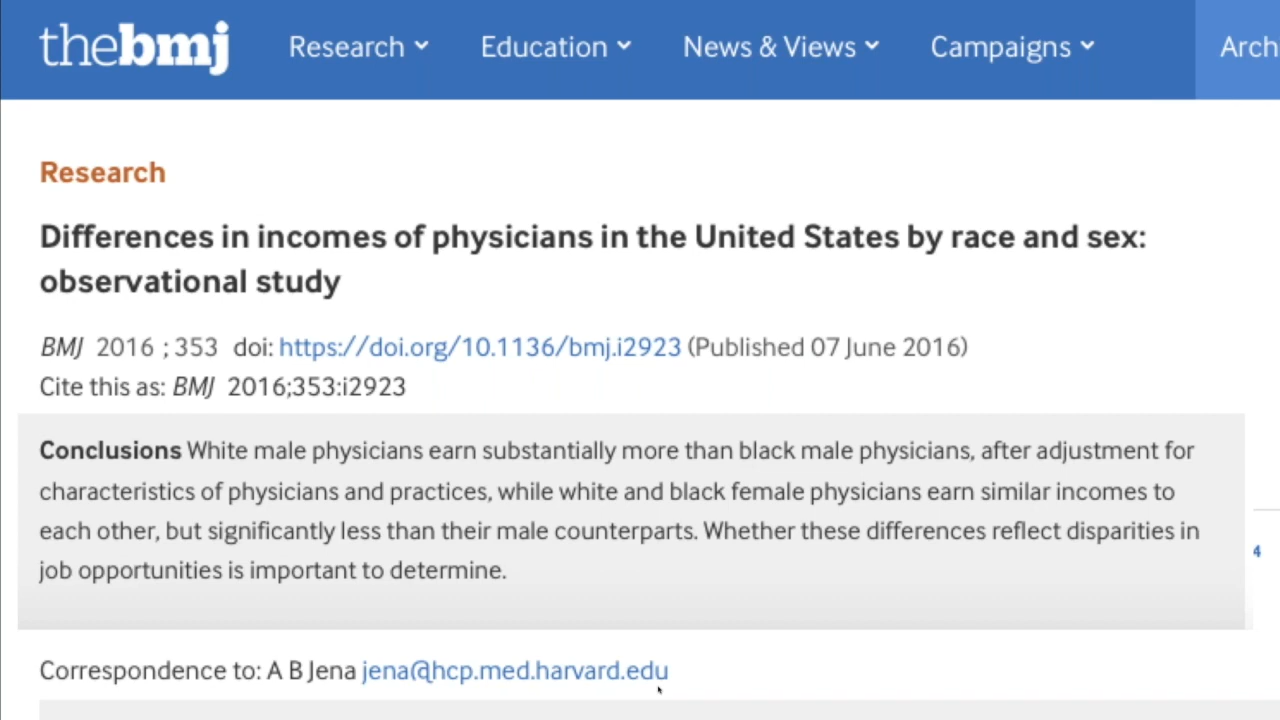 thebmj Research Education News & Views Campaigns Arch
Research
Differences in incomes of physicians in the United States by race and sex:
observational study
BMJ 2016 ; 353 doi: https://doi.org/10.1136/bmj.i2923 (Published 07 June 2016)
Cite this as: BMJ 2016;353:i2923
Conclusions White male physicians earn substantially more than black male physicians, after adjustment for
characteristics of physicians and practices, while white and black female physicians earn similar incomes to
each other, but significantly less than their male counterparts. Whether these differences reflect disparities in
job opportunities is important to determine.
4
Correspondence to: A B Jena jena@hcp.med.harvard.edu